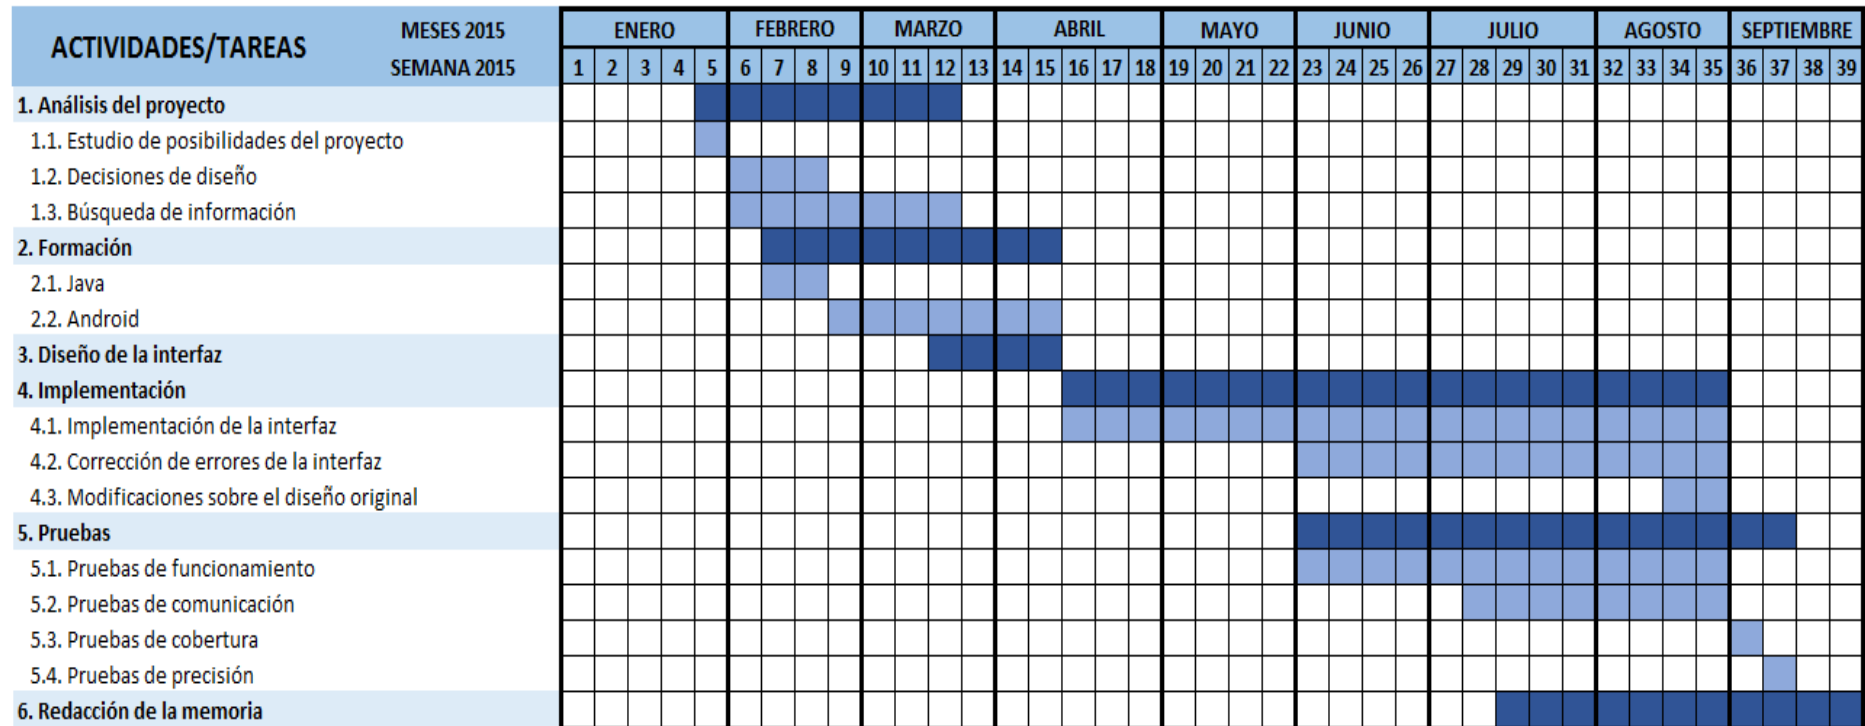 ACTIVIDADES/TAREAS
MESES 2015
ENERO FEBRERO MARZO ABRIL MAYO JUNIO JULIO AGOSTO SEPTIEMBRE
SEMANA 2015
1 2 3 4 5 6 7 8 9 10 11 12 13 14 15 16 17 18 19 20 21 22 23 24 25 26 27 28 29 30 31 32 33 34 35 36 37 38 39
1. Análisis del proyecto
1.1. Estudio de posibilidades del proyecto
1.2. Decisiones de diseño
1.3. Búsqueda de información
2. Formación
2.1. Java
2.2. Android
3. Diseño de la interfaz
4. Implementación
4.1. Implementación de la interfaz
4.2. Corrección de errores de la interfaz
4.3. Modificaciones sobre el diseño original
5. Pruebas
5.1. Pruebas de funcionamiento
5.2. Pruebas de comunicación
5.3. Pruebas de cobertura
5.4. Pruebas de precisión
6. Redacción de la memoria